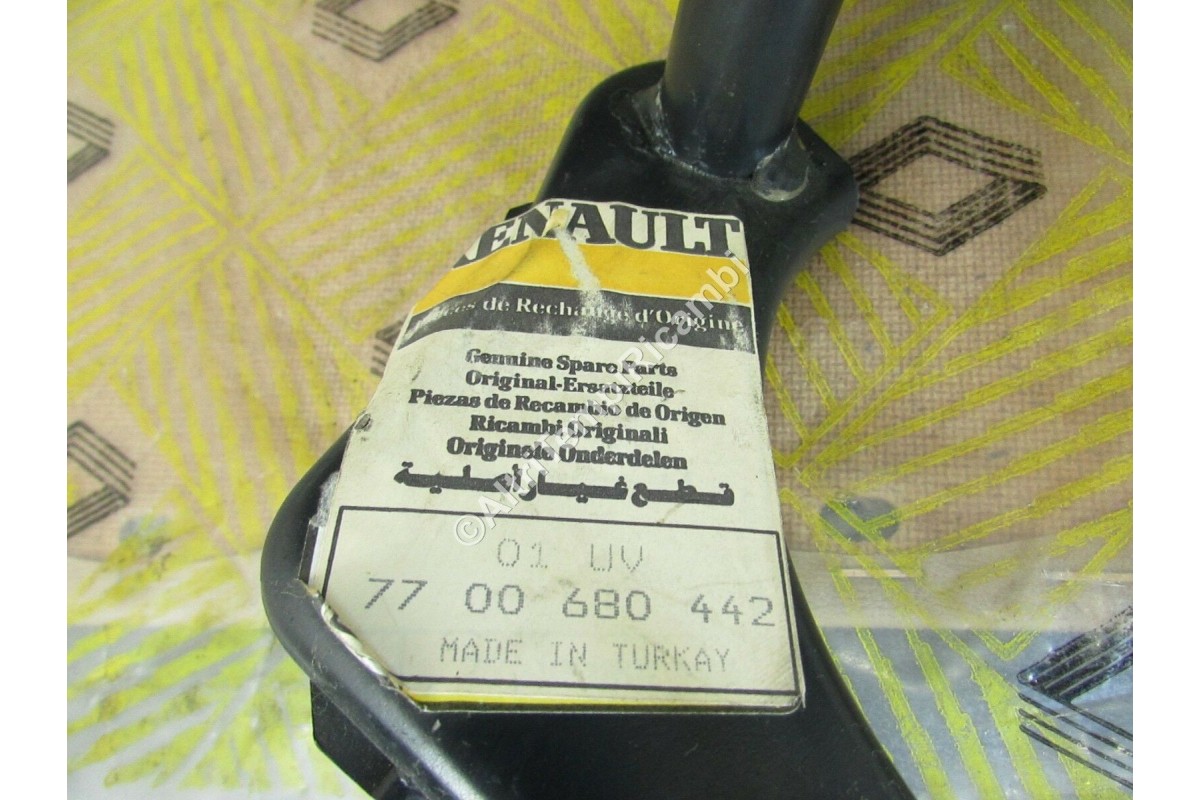 RENAULT
Pièces de Rechange d'Origine
Genuine Spare Parts
Original-Ersatzteile
Piezas de Recambio de Origen
Ricambi Originali
Originele Onderdelen
قطع غيار أصلية
01 UV
77 00 680 442
MADE IN TURKAY
©AltriTempiRicambi